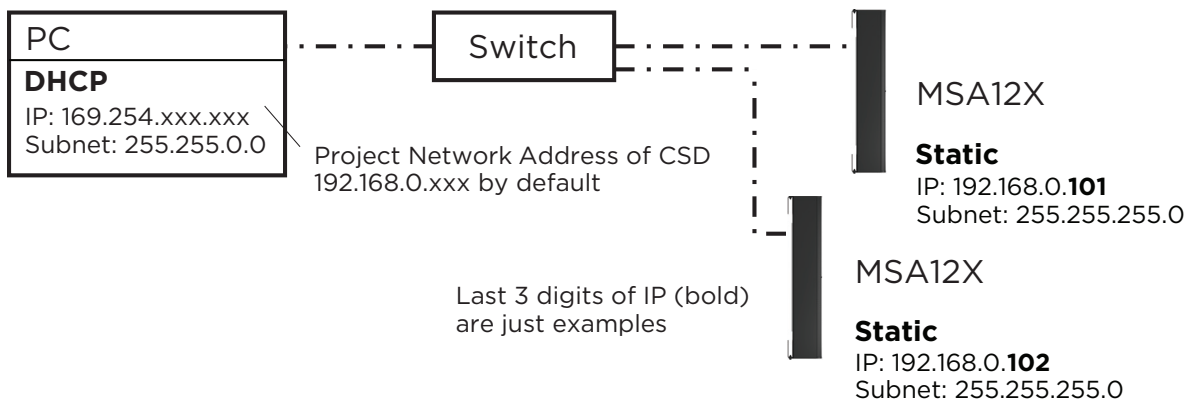 PC
DHCP
IP: 169.254.xxx.xxx
Subnet: 255.255.0.0
Project Network Address of CSD
192.168.0.xxx by default
Switch
MSA12X
Static
IP: 192.168.0.101
Subnet: 255.255.255.0
Last 3 digits of IP (bold)
are just examples
MSA12X
Static
IP: 192.168.0.102
Subnet: 255.255.255.0